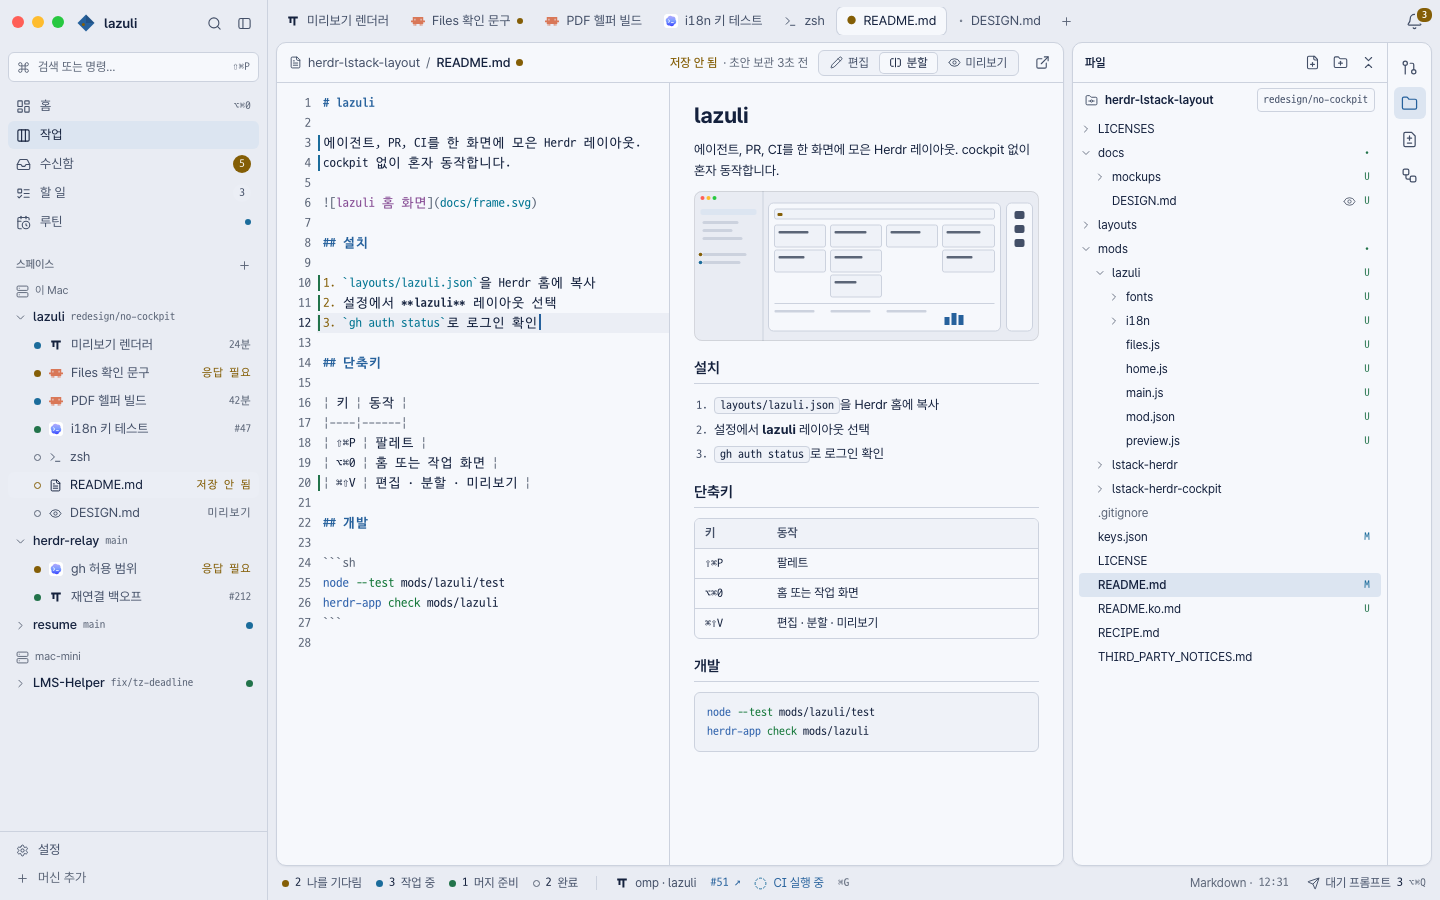 lazuli
검색 또는 명령... ⇧⌘P
홈 ⌥⌘0
작업
수신함 5
할 일 3
루틴
스페이스
이 Mac
lazuli redesign/no-cockpit
미리보기 렌더러 24분
Files 확인 문구 응답 필요
PDF 헬퍼 빌드 42분
i18n 키 테스트 #47
zsh
README.md 저장 안 됨
DESIGN.md 미리보기
herdr-relay main
gh 허용 범위 응답 필요
재연결 백오프 #212
resume main
mac-mini
LMS-Helper fix/tz-deadline
설정
머신 추가
미리보기 렌더러
Files 확인 문구
PDF 헬퍼 빌드
i18n 키 테스트
zsh
README.md
DESIGN.md
3
herdr-lstack-layout / README.md
저장 안 됨 · 초안 보관 3초 전
편집 분할 미리보기
1 # lazuli
2
3 에이전트, PR, CI를 한 화면에 모은 Herdr 레이아웃.
4 cockpit 없이 혼자 동작합니다.
5
6 ![lazuli 홈 화면](docs/frame.svg)
7
8 ## 설치
9
10 1. `layouts/lazuli.json`을 Herdr 홈에 복사
11 2. 설정에서 **lazuli** 레이아웃 선택
12 3. `gh auth status`로 로그인 확인
13
14 ## 단축키
15
16 | 키 | 동작 |
17 |----|------|
18 | ⇧⌘P | 팔레트 |
19 | ⌥⌘0 | 홈 또는 작업 화면 |
20 | ⌘⇧V | 편집 · 분할 · 미리보기 |
21
22 ## 개발
23
24 ```sh
25 node --test mods/lazuli/test
26 herdr-app check mods/lazuli
27 ```
28
lazuli
에이전트, PR, CI를 한 화면에 모은 Herdr 레이아웃. cockpit 없이
혼자 동작합니다.
설치
1. layouts/lazuli.json을 Herdr 홈에 복사
2. 설정에서 lazuli 레이아웃 선택
3. gh auth status로 로그인 확인
단축키
키 동작
⇧⌘P 팔레트
⌥⌘0 홈 또는 작업 화면
⌘⇧V 편집 · 분할 · 미리보기
개발
node --test mods/lazuli/test
herdr-app check mods/lazuli
파일
herdr-lstack-layout redesign/no-cockpit
LICENSES
docs
mockups U
DESIGN.md U
layouts
mods
lazuli U
fonts U
i18n U
files.js U
home.js U
main.js U
mod.json U
preview.js U
lstack-herdr
lstack-herdr-cockpit
.gitignore
keys.json M
LICENSE
README.md M
README.ko.md U
RECIPE.md
THIRD_PARTY_NOTICES.md
2 나를 기다림 3 작업 중 1 머지 준비 2 완료 omp · lazuli #51 ↗ CI 실행 중 ⌘G
Markdown · 12:31 대기 프롬프트 3 ⌥⌘Q